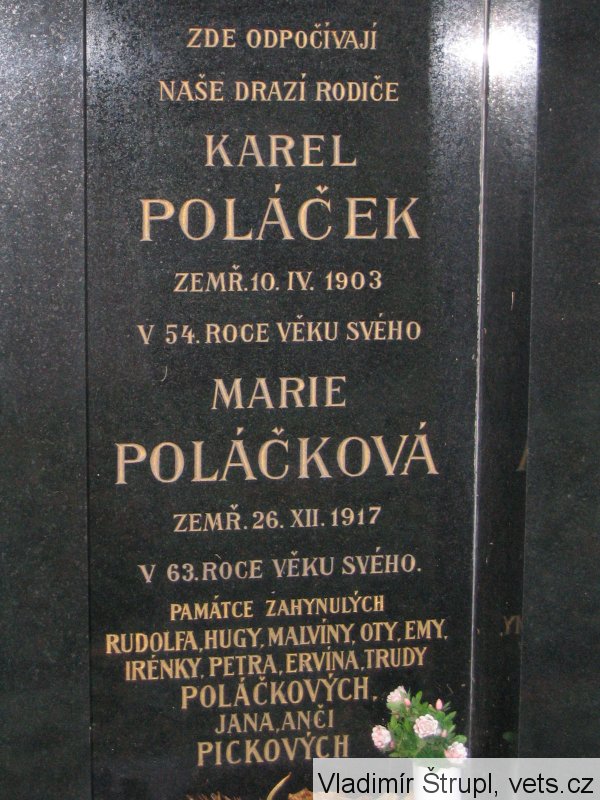 ZDE ODPOČÍVAJÍ
NAŠE DRAZÍ RODIČE
KAREL
POLÁČEK
ZEMŘ. 10. IV. 1903
V 54. ROCE VĚKU SVÉHO
MARIE
POLÁČKOVÁ
ZEMŘ. 26. XII. 1917
V 63. ROCE VĚKU SVÉHO.
PAMÁTCE ZAHYNULÝCH
RUDOLFA, HUGY, MALVÍNY, OTY, EMY,
IRÉNKY, PETRA, ERVÍNA, TRUDY
POLÁČKOVÝCH,
JANA, ANČI
PICKOVÝCH
Vladimír Štrupl, vets.cz